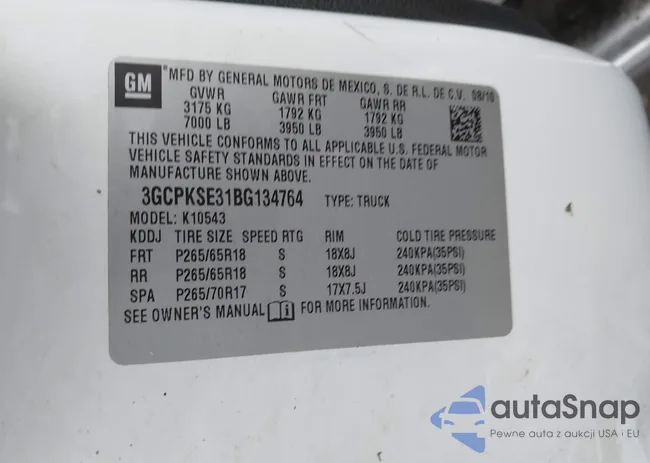 GM
*MFD BY GENERAL MOTORS DE MEXICO, S. DE R.L. DE C.V. 08/10
GVWR GAWR FRT GAWR RR
3175 KG 1792 KG 1792 KG
7000 LB 3950 LB 3950 LB
THIS VEHICLE CONFORMS TO ALL APPLICABLE U.S. FEDERAL MOTOR
VEHICLE SAFETY STANDARDS IN EFFECT ON THE DATE OF
MANUFACTURE SHOWN ABOVE.
3GCPKSE31BG134764 TYPE: TRUCK
MODEL: K10543
KDDJ TIRE SIZE SPEED RTG RIM COLD TIRE PRESSURE
FRT P265/65R18 S 18X8J 240KPA(35PSI)
RR P265/65R18 S 18X8J 240KPA(35PSI)
SPA P265/70R17 S 17X7.5J 240KPA(35PSI)
SEE OWNER'S MANUAL i FOR MORE INFORMATION.
autaSnap
Pewne auta z aukcji USA · EU